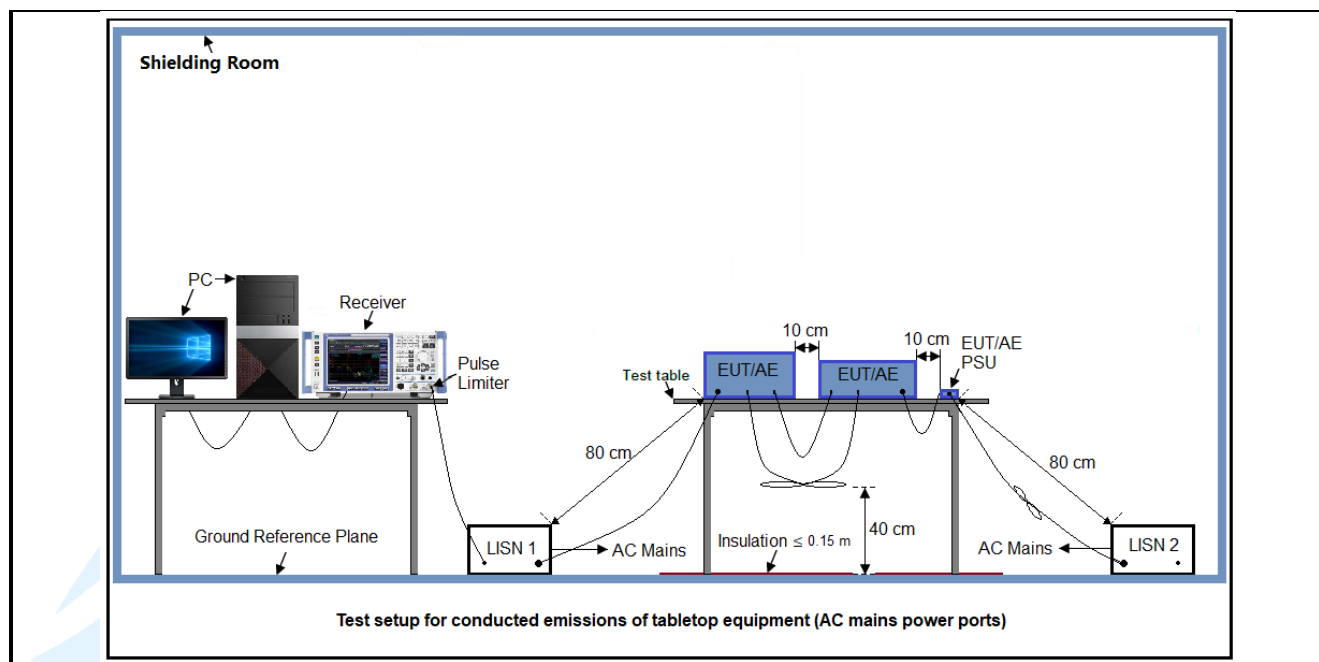 Shielding Room
PC
Receiver
Pulse
Limiter
10 cm
10 cm
EUT/AE
PSU
EUT/AE
EUT/AE
Test table
80 cm
80 cm
40 cm
Ground Reference Plane
LISN 1
AC Mains
Insulation ≤ 0.15 m
AC Mains
LISN 2
Test setup for conducted emissions of tabletop equipment (AC mains power ports)